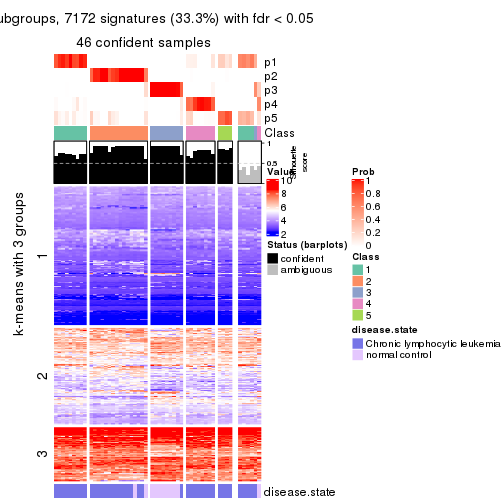 ubgroups, 7172 signatures (33.3%) with fdr < 0.05
46 confident samples
p1
p2
p3
p4
p5
Class
1
0.5
0
Silhouette
score
k-means with 3 groups
1
2
3
disease.state
Value
10
8
6
4
2
Status (barplots)
confident
ambiguous
Prob
1
0.8
0.6
0.4
0.2
0
Class
1
2
3
4
5
disease.state
Chronic lymphocytic leukemia
normal control